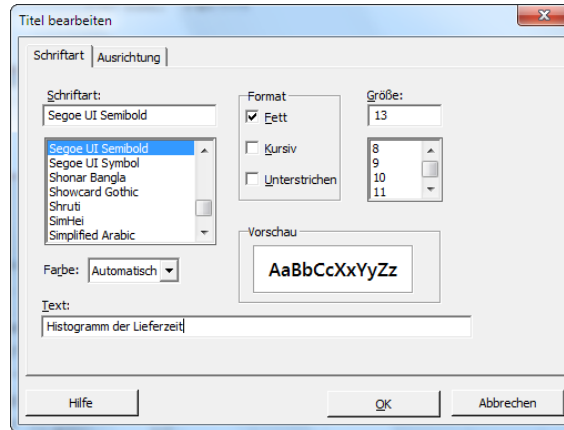 Titel bearbeiten
Schriftart
Ausrichtung
Schriftart:
Segoe UI Semibold
Segoe UI Semibold
Segoe UI Symbol
Shonar Bangla
Showcard Gothic
Shruti
SimHei
Simplified Arabic
Farbe:
Automatisch
Format
Fett
Kursiv
Unterstrichen
Größe:
13
8
9
10
11
Vorschau
AaBbCcXxYyZz
Text:
Histogramm der Lieferzeit
Hilfe
OK
Abbrechen